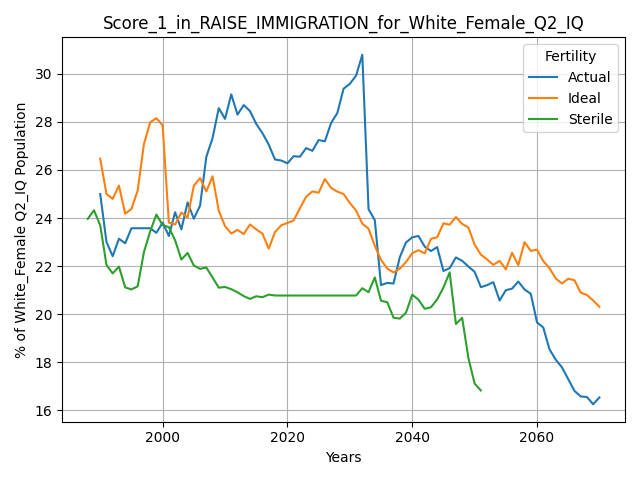 Score_1_in_RAISE_IMMIGRATION_for_White_Female_Q2_IQ
Fertility
Actual
Ideal
Sterile
% of White_Female Q2_IQ Population
30
28
26
24
22
20
18
16
2000
2020
2040
2060
Years